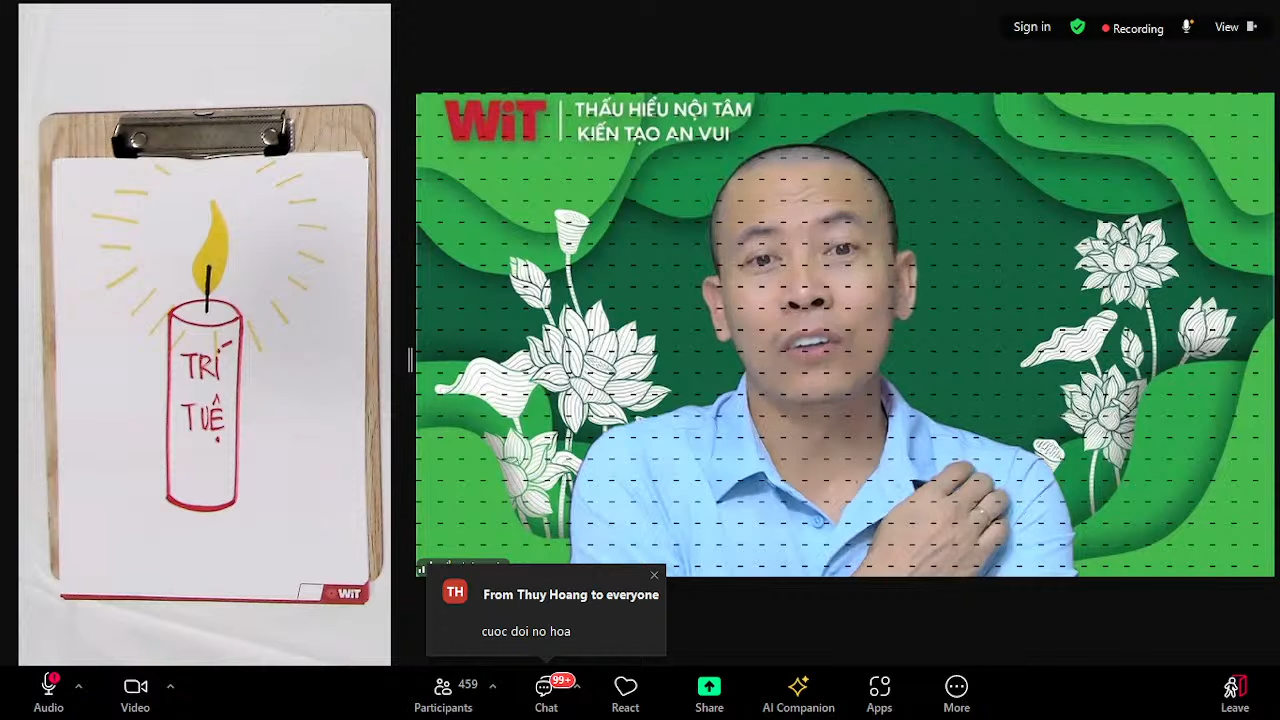 Sign in
Recording
View
WiT
THẤU HIỂU NỘI TÂM
KIẾN TẠO AN VUI
TRÍ
TUỆ
WiT
TH
From Thuy Hoang to everyone
cuoc doi no hoa
Audio
Video
459
Participants
99+
Chat
React
Share
AI Companion
Apps
More
Leave